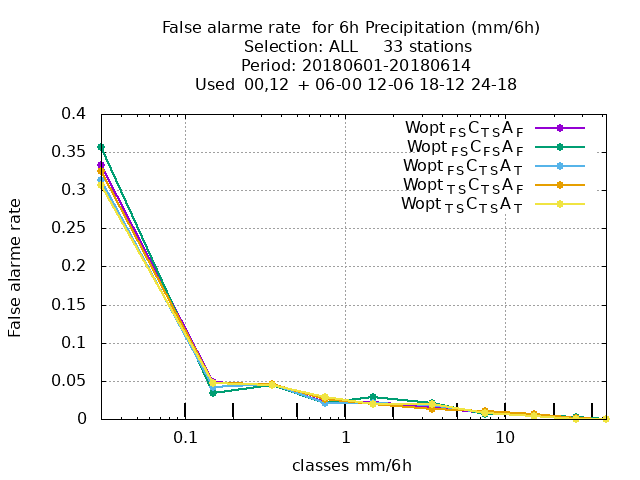 False alarme rate  for 6h Precipitation (mm/6h)
Selection: ALL     33 stations
Period: 20180601-20180614
Used  00,12  + 06-00 12-06 18-12 24-18
0.4
0.35
0.3
0.25
0.2
0.15
0.1
0.05
0
False alarme rate
Wopt FS C TS A F
Wopt FS C FS A F
Wopt FS C TS A T
Wopt TS C TS A F
Wopt TS C TS A T
0.1 1 10
classes mm/6h